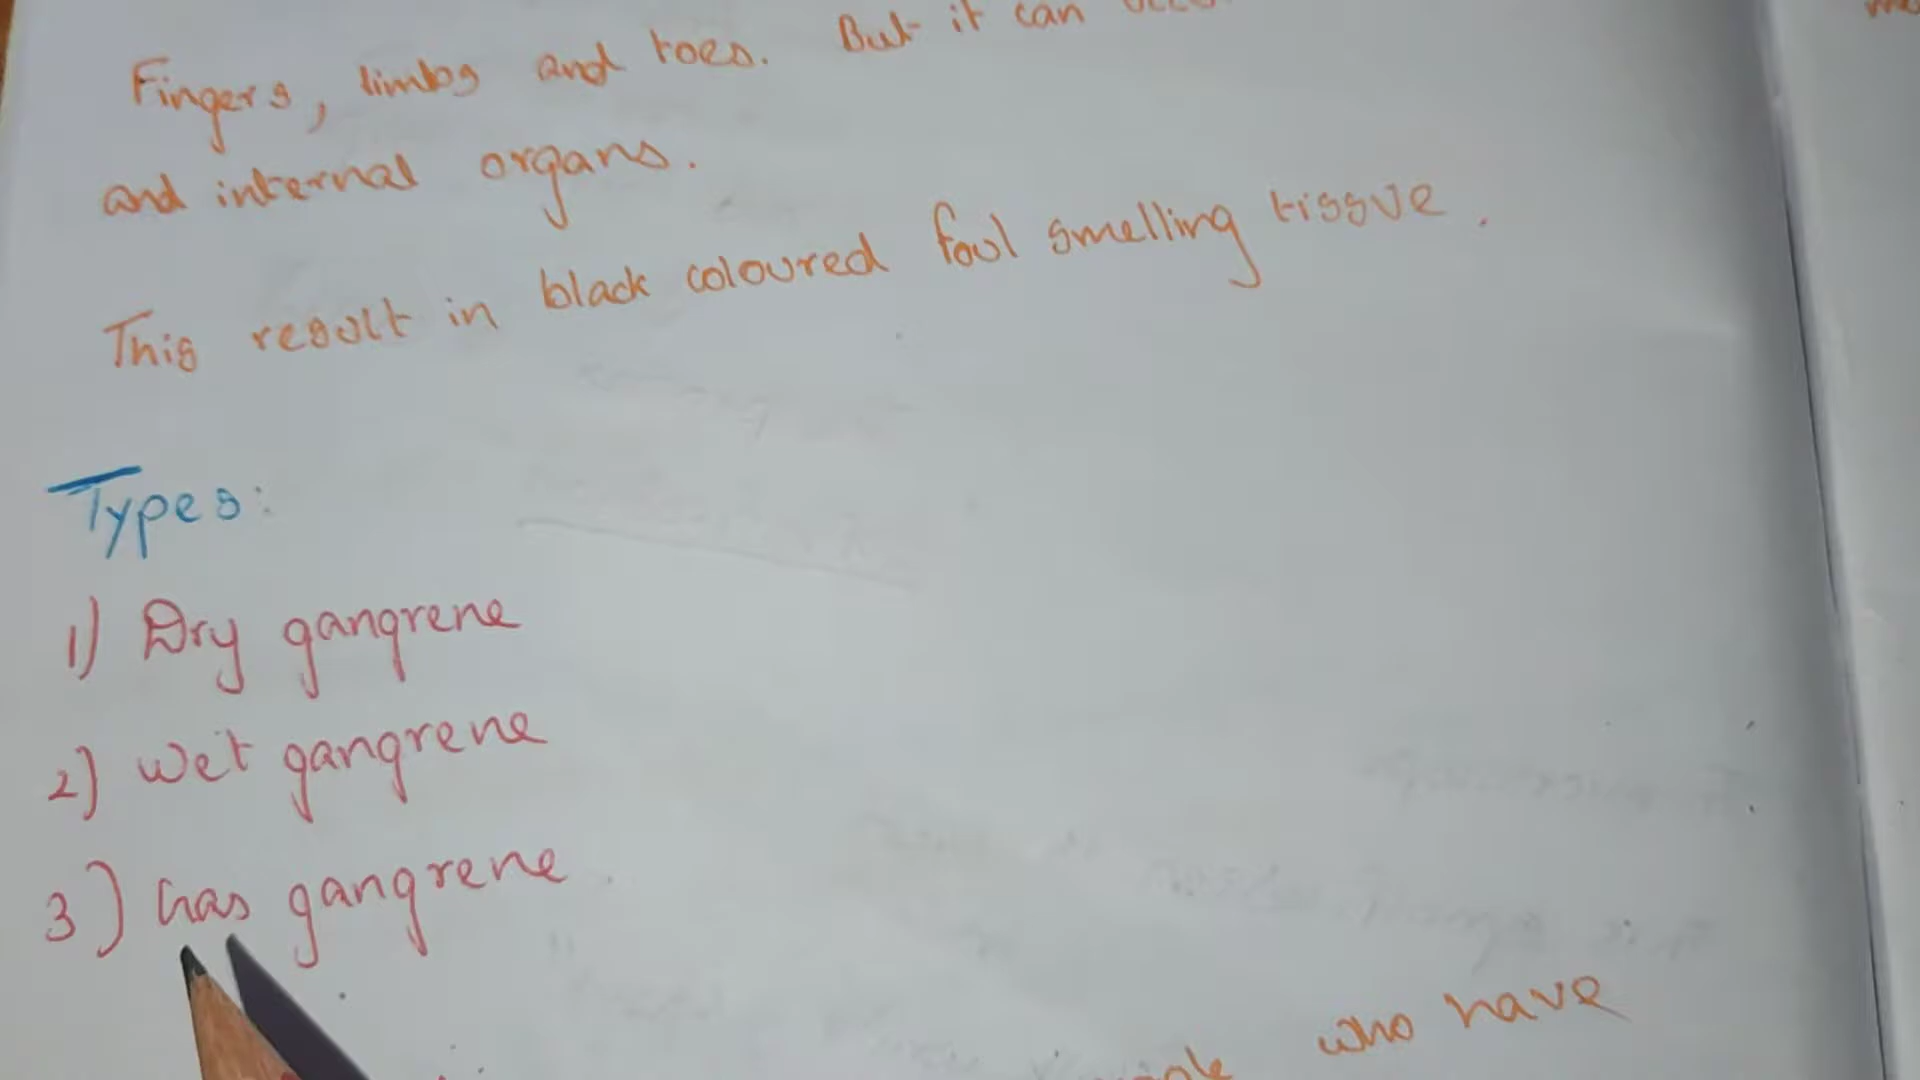 Fingers, limbs and toes. But it can
and internal organs.
This result in black coloured foul smelling tissue.
Types:
1) Dry gangrene
2) Wet gangrene
3) Gas gangrene
who have